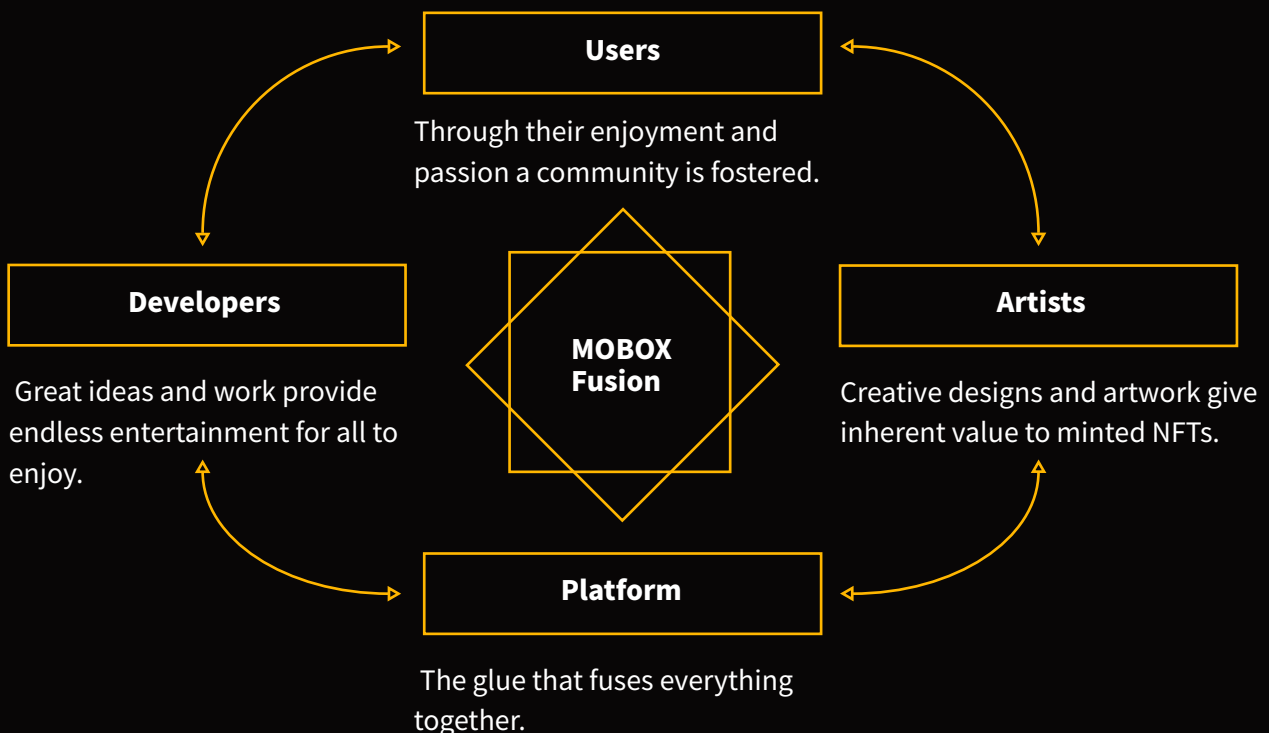 Users
Through their enjoyment and
passion a community is fostered.
Developers
Great ideas and work provide
endless entertainment for all to
enjoy.
MOBOX
Fusion
Artists
Creative designs and artwork give
inherent value to minted NFTs.
Platform
The glue that fuses everything
together.